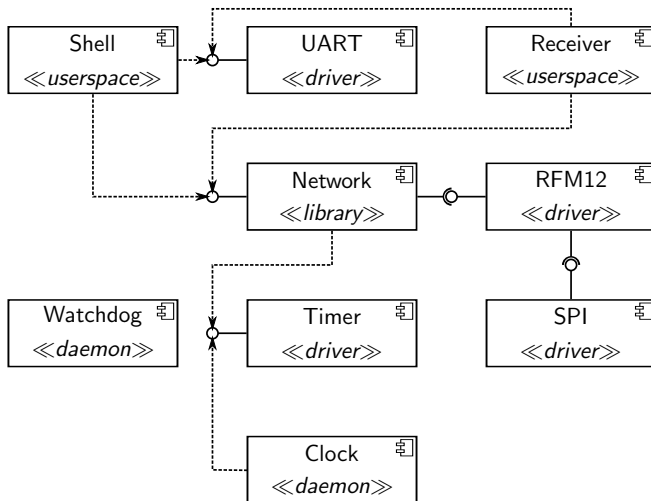 Shell
≪userspace≫
UART
≪driver≫
Receiver
≪userspace≫
Network
≪library≫
RFM12
≪driver≫
Watchdog
≪daemon≫
Timer
≪driver≫
SPI
≪driver≫
Clock
≪daemon≫